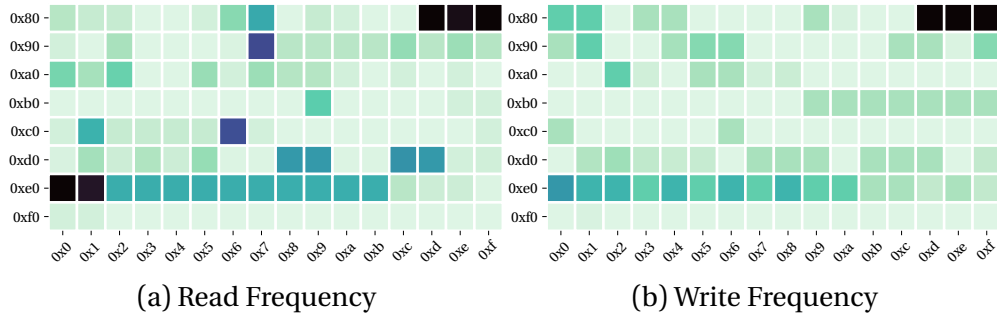 0x80
0x90
0xa0
0xb0
0xc0
0xd0
0xe0
0xf0
0x0 0x1 0x2 0x3 0x4 0x5 0x6 0x7 0x8 0x9 0xa 0xb 0xc 0xd 0xe 0xf
(a) Read Frequency
0x80
0x90
0xa0
0xb0
0xc0
0xd0
0xe0
0xf0
0x0 0x1 0x2 0x3 0x4 0x5 0x6 0x7 0x8 0x9 0xa 0xb 0xc 0xd 0xe 0xf
(b) Write Frequency